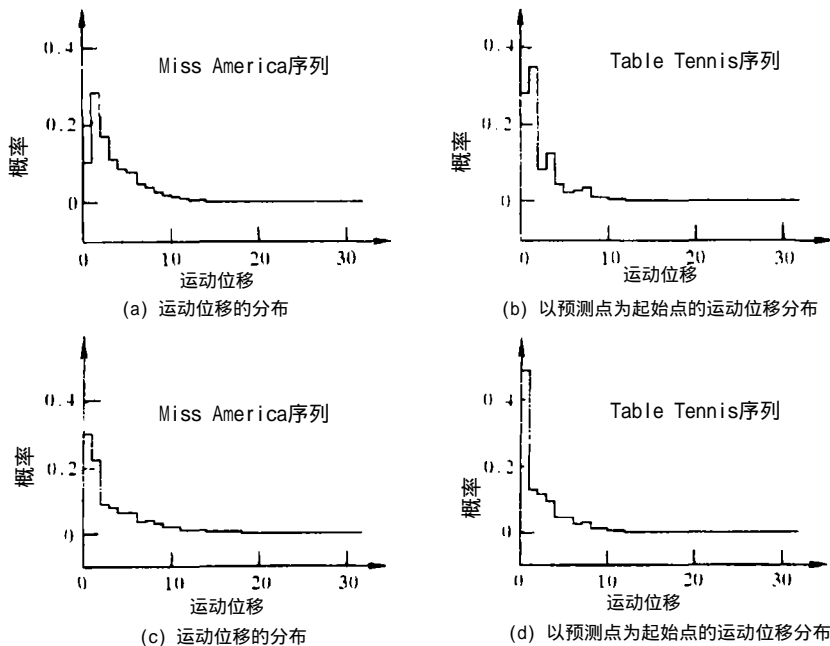 0.4
Miss America序列
0.2
概率
0
0 10 20 30
运动位移
(a) 运动位移的分布
0.4
Table Tennis序列
0.2
概率
0
0 10 20 30
运动位移
(b) 以预测点为起始点的运动位移分布
0.4
Miss America序列
0.2
概率
0
0 10 20 30
运动位移
(c) 运动位移的分布
0.4
Table Tennis序列
0.2
概率
0
0 10 20 30
运动位移
(d) 以预测点为起始点的运动位移分布